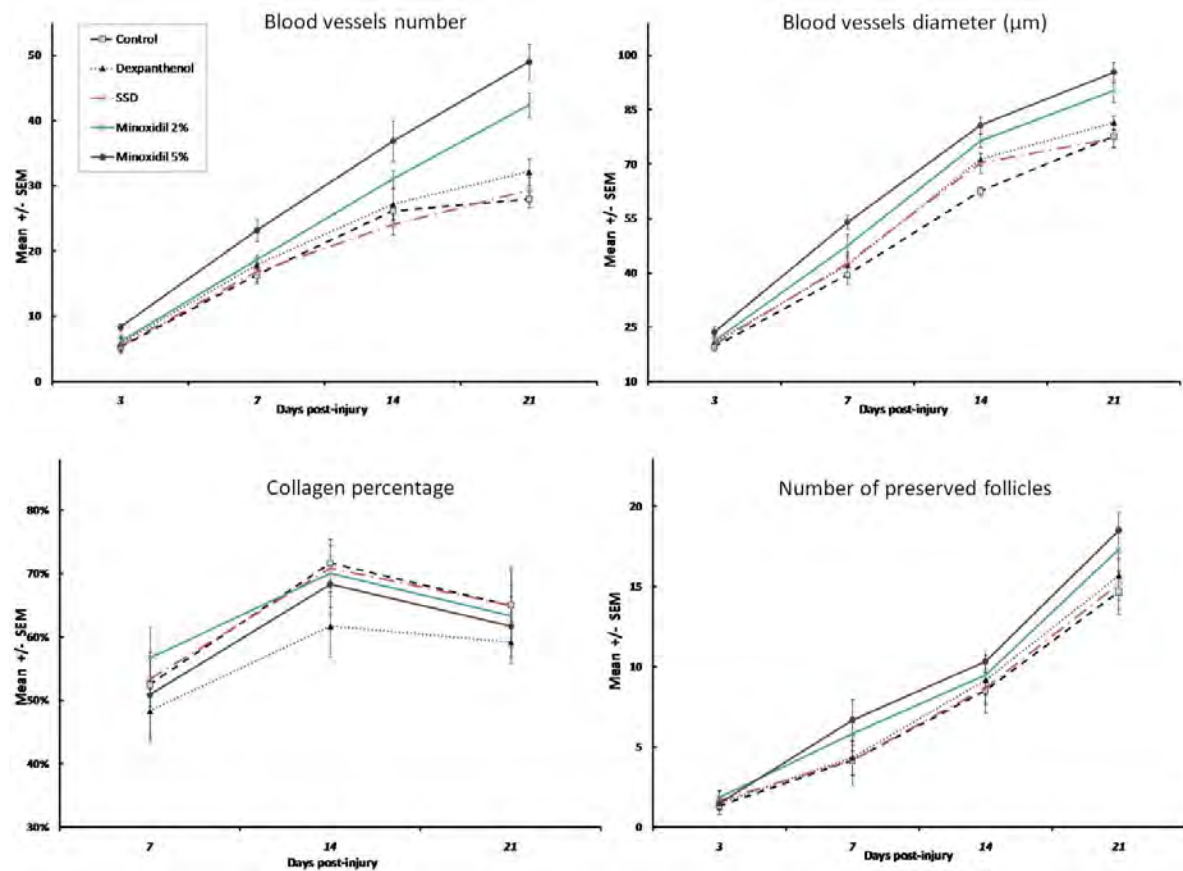 Blood vessels number
Control
Dexpanthenol
SSD
Minoxidil 2%
Minoxidil 5%
50
40
30
20
10
0
Mean +/- SEM
3 7 14 21
Days post-injury
Blood vessels diameter (µm)
100
85
70
55
40
25
10
Mean +/- SEM
3 7 14 21
Days post-injury
Collagen percentage
80%
70%
60%
50%
40%
30%
Mean +/- SEM
7 14 21
Days post-injury
Number of preserved follicles
20
15
10
5
0
Mean +/- SEM
3 7 14 21
Days post-injury